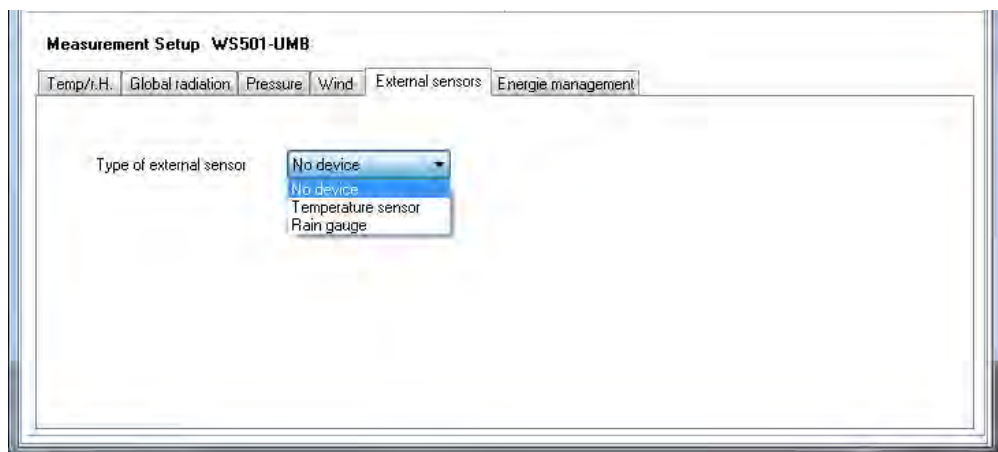 Measurement Setup WS501-UMB
Temp/r.H. Global radiation Pressure Wind External sensors Energie management
Type of external sensor No device
No device
Temperature sensor
Rain gauge